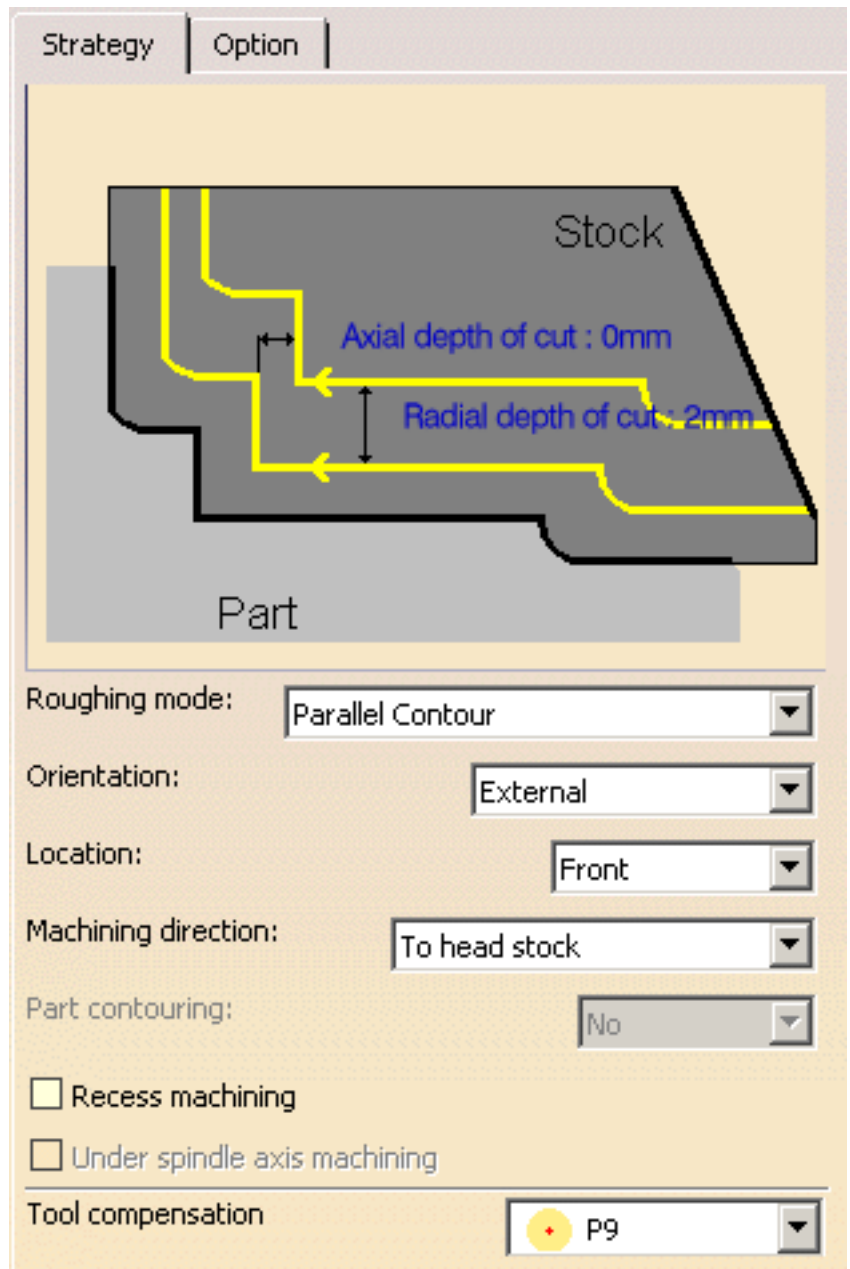 Strategy Option
Stock
Axial depth of cut : 0mm
Radial depth of cut : 2mm
Part
Roughing mode: Parallel Contour
Orientation: External
Location: Front
Machining direction: To head stock
Part contouring: No
Recess machining
Under spindle axis machining
Tool compensation P9